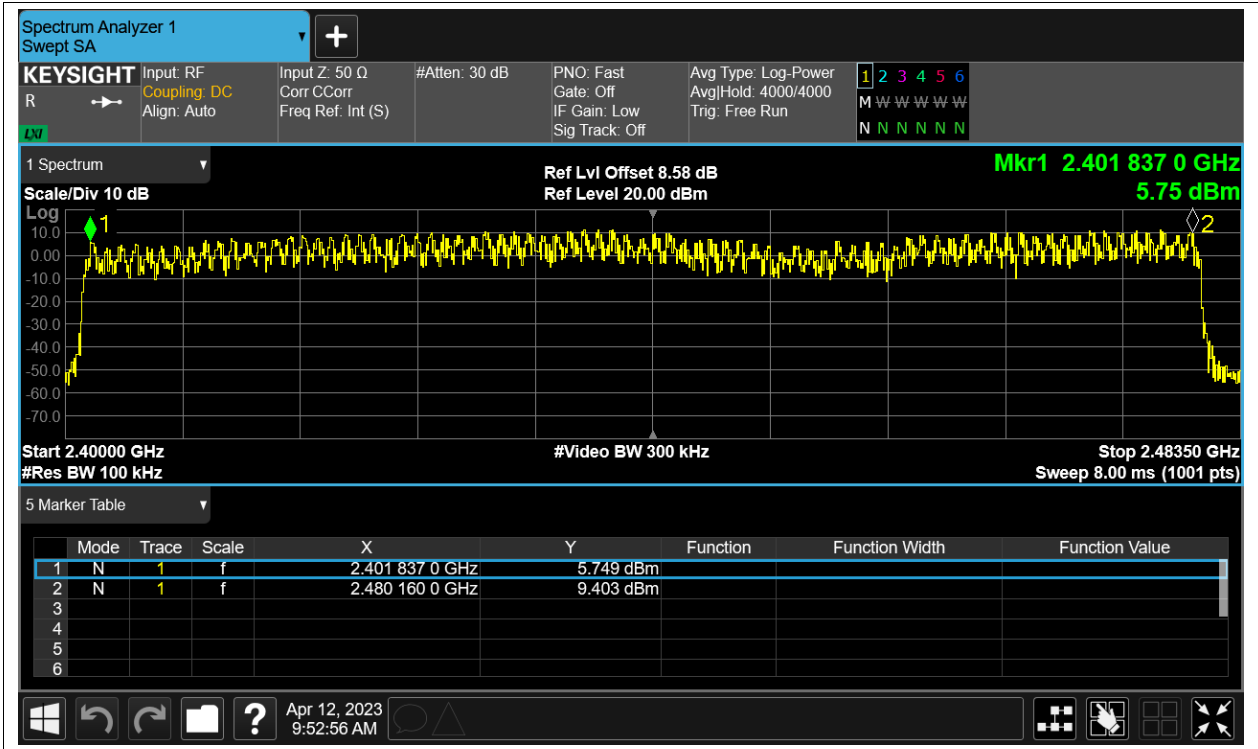 Spectrum Analyzer 1
Swept SA
KEYSIGHT Input: RF Input Z: 50 Ω #Atten: 30 dB PNO: Fast Avg Type: Log-Power 1 2 3 4 5 6
R Coupling: DC Corr CCorr Gate: Off Avg|Hold: 4000/4000 M W W W W W
Align: Auto Freq Ref: Int (S) IF Gain: Low Trig: Free Run
LXI Sig Track: Off N N N N N N
1 Spectrum Ref Lvl Offset 8.58 dB Mkr1 2.401 837 0 GHz
Scale/Div 10 dB Ref Level 20.00 dBm 5.75 dBm
Log
1 2
10.0
0.00
-10.0
-20.0
-30.0
-40.0
-50.0
-60.0
-70.0
Start 2.40000 GHz #Video BW 300 kHz Stop 2.48350 GHz
#Res BW 100 kHz Sweep 8.00 ms (1001 pts)
5 Marker Table
Mode Trace Scale X Y Function Function Width Function Value
1 N 1 f 2.401 837 0 GHz 5.749 dBm
2 N 1 f 2.480 160 0 GHz 9.403 dBm
3
4
5
6
? Apr 12, 2023
9:52:56 AM